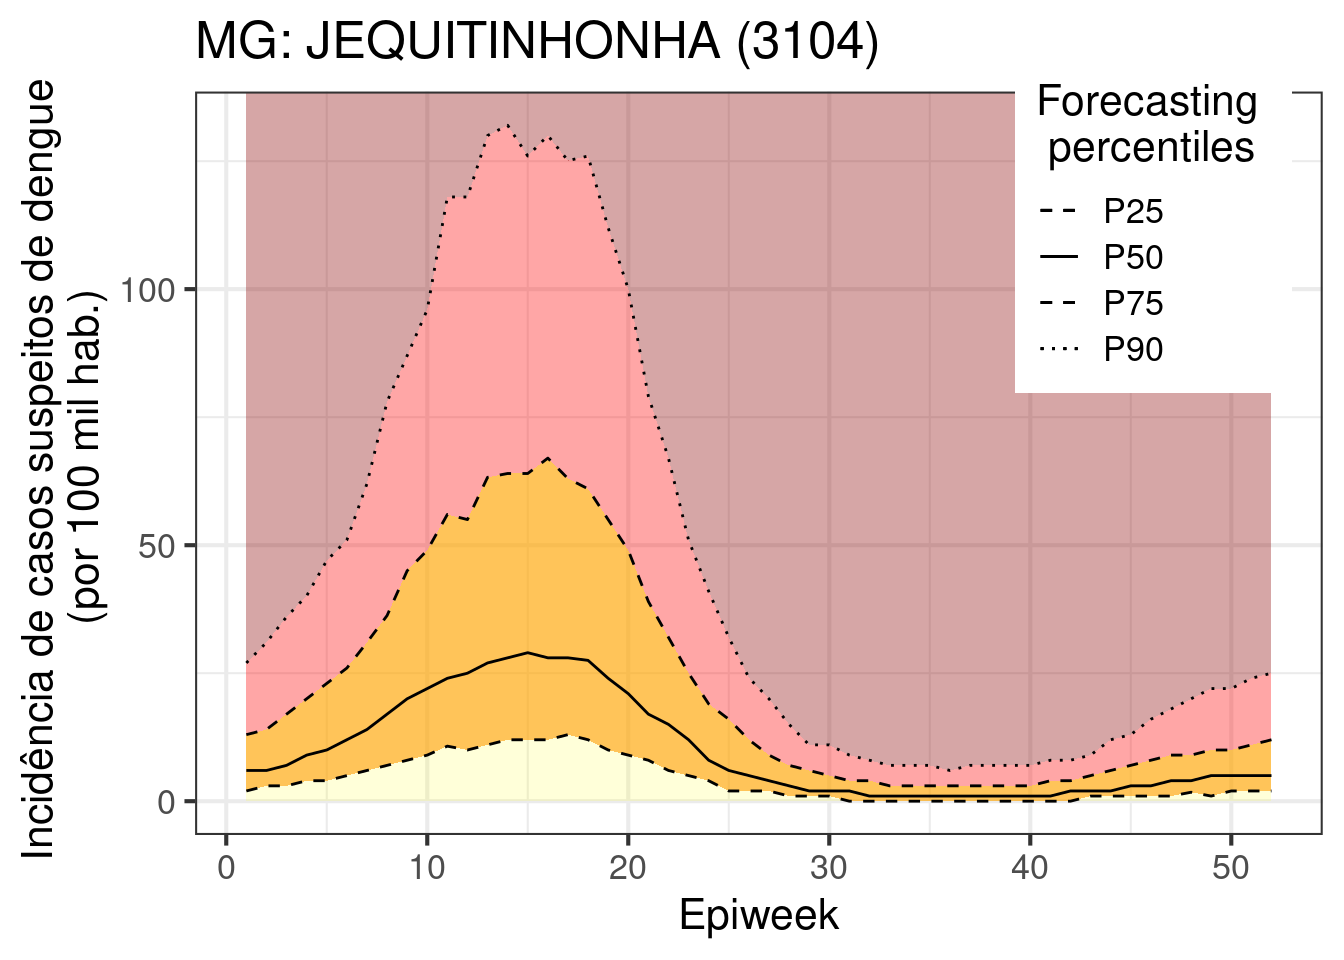 MG: JEQUITINHONHA (3104)
Incidência de casos suspeitos de dengue
(por 100 mil hab.)
100
50
0
Forecasting
percentiles
P25
P50
P75
P90
0 10 20 30 40 50
Epiweek